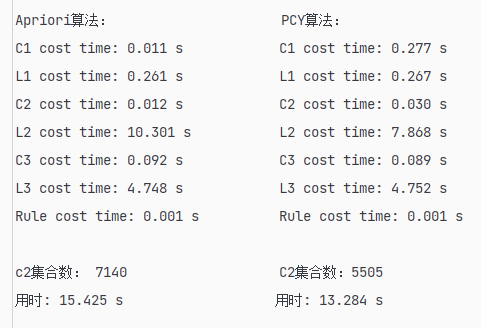 Apriori算法: PCY算法:
C1 cost time: 0.011 s C1 cost time: 0.277 s
L1 cost time: 0.261 s L1 cost time: 0.267 s
C2 cost time: 0.012 s C2 cost time: 0.030 s
L2 cost time: 10.301 s L2 cost time: 7.868 s
C3 cost time: 0.092 s C3 cost time: 0.089 s
L3 cost time: 4.748 s L3 cost time: 4.752 s
Rule cost time: 0.001 s Rule cost time: 0.001 s
c2集合数: 7140 C2集合数:5505
用时: 15.425 s 用时: 13.284 s